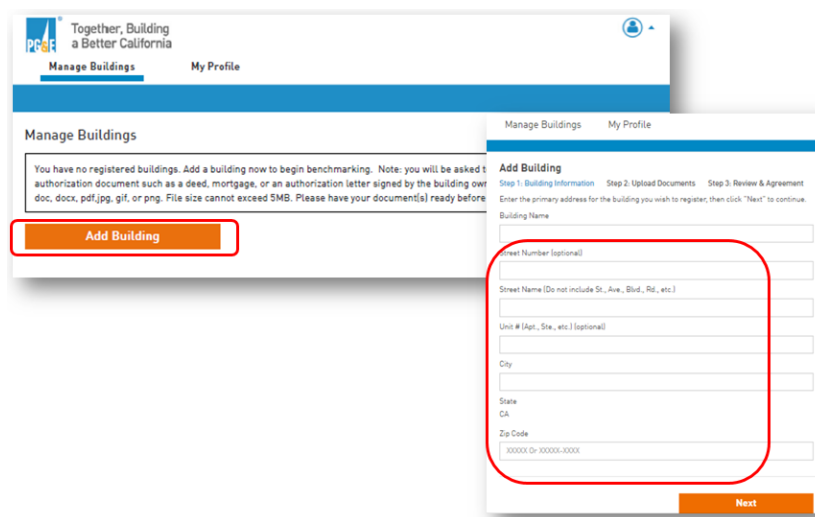 Together, Building
a Better California
PG&E
Manage Buildings My Profile
Manage Buildings
You have no registered buildings. Add a building now to begin benchmarking. Note: you will be asked t
authorization document such as a deed, mortgage, or an authorization letter signed by the building own
doc, docx, pdf,jpg, gif, or png. File size cannot exceed 5MB. Please have your document(s) ready before
Add Building
Manage Buildings My Profile
Add Building
Step 1: Building Information Step 2: Upload Documents Step 3: Review & Agreement
Enter the primary address for the building you wish to register, then click "Next" to continue.
Building Name
Street Number (optional)
Street Name (Do not include St., Ave., Blvd., Rd., etc.)
Unit # (Apt., Ste., etc.) (optional)
City
State
CA
Zip Code
XXXXX Or XXXXX-XXXX
Next